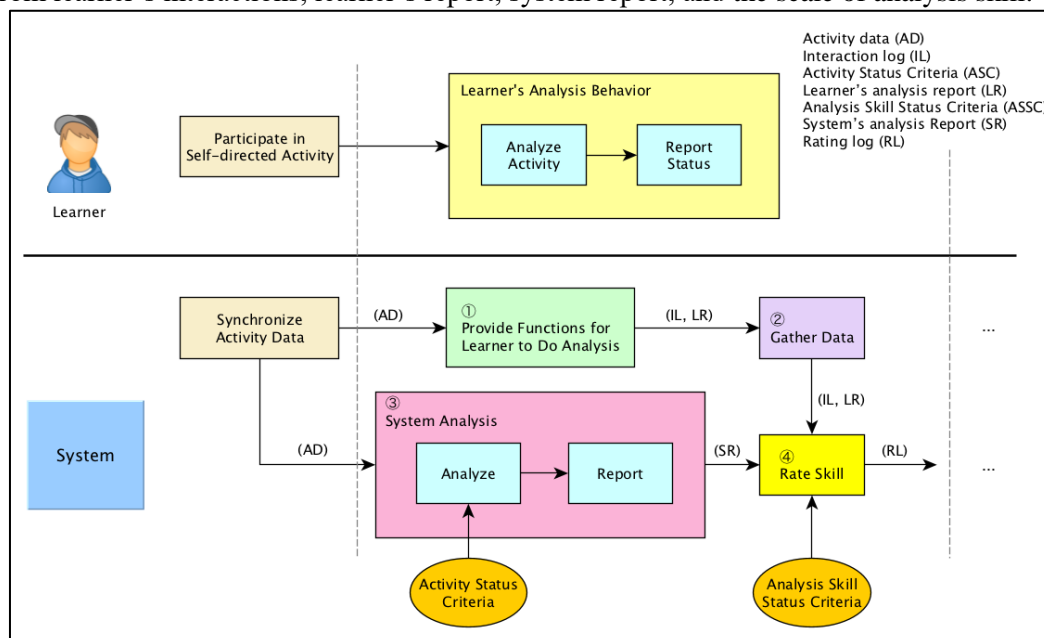 Activity data (AD)
Interaction log (IL)
Activity Status Criteria (ASC)
Learner's analysis report (LR)
Analysis Skill Status Criteria (ASSC)
System's analysis Report (SR)
Rating log (RL)
Learner
Participate in
Self-directed Activity
Learner's Analysis Behavior
Analyze
Activity
Report
Status
System
Synchronize
Activity Data
(AD)
①
Provide Functions for
Learner to Do Analysis
(IL, LR)
②
Gather Data
...
(IL, LR)
(AD)
③
System Analysis
Analyze
Report
(SR)
④
Rate Skill
(RL)
...
Activity Status
Criteria
Analysis Skill
Status Criteria